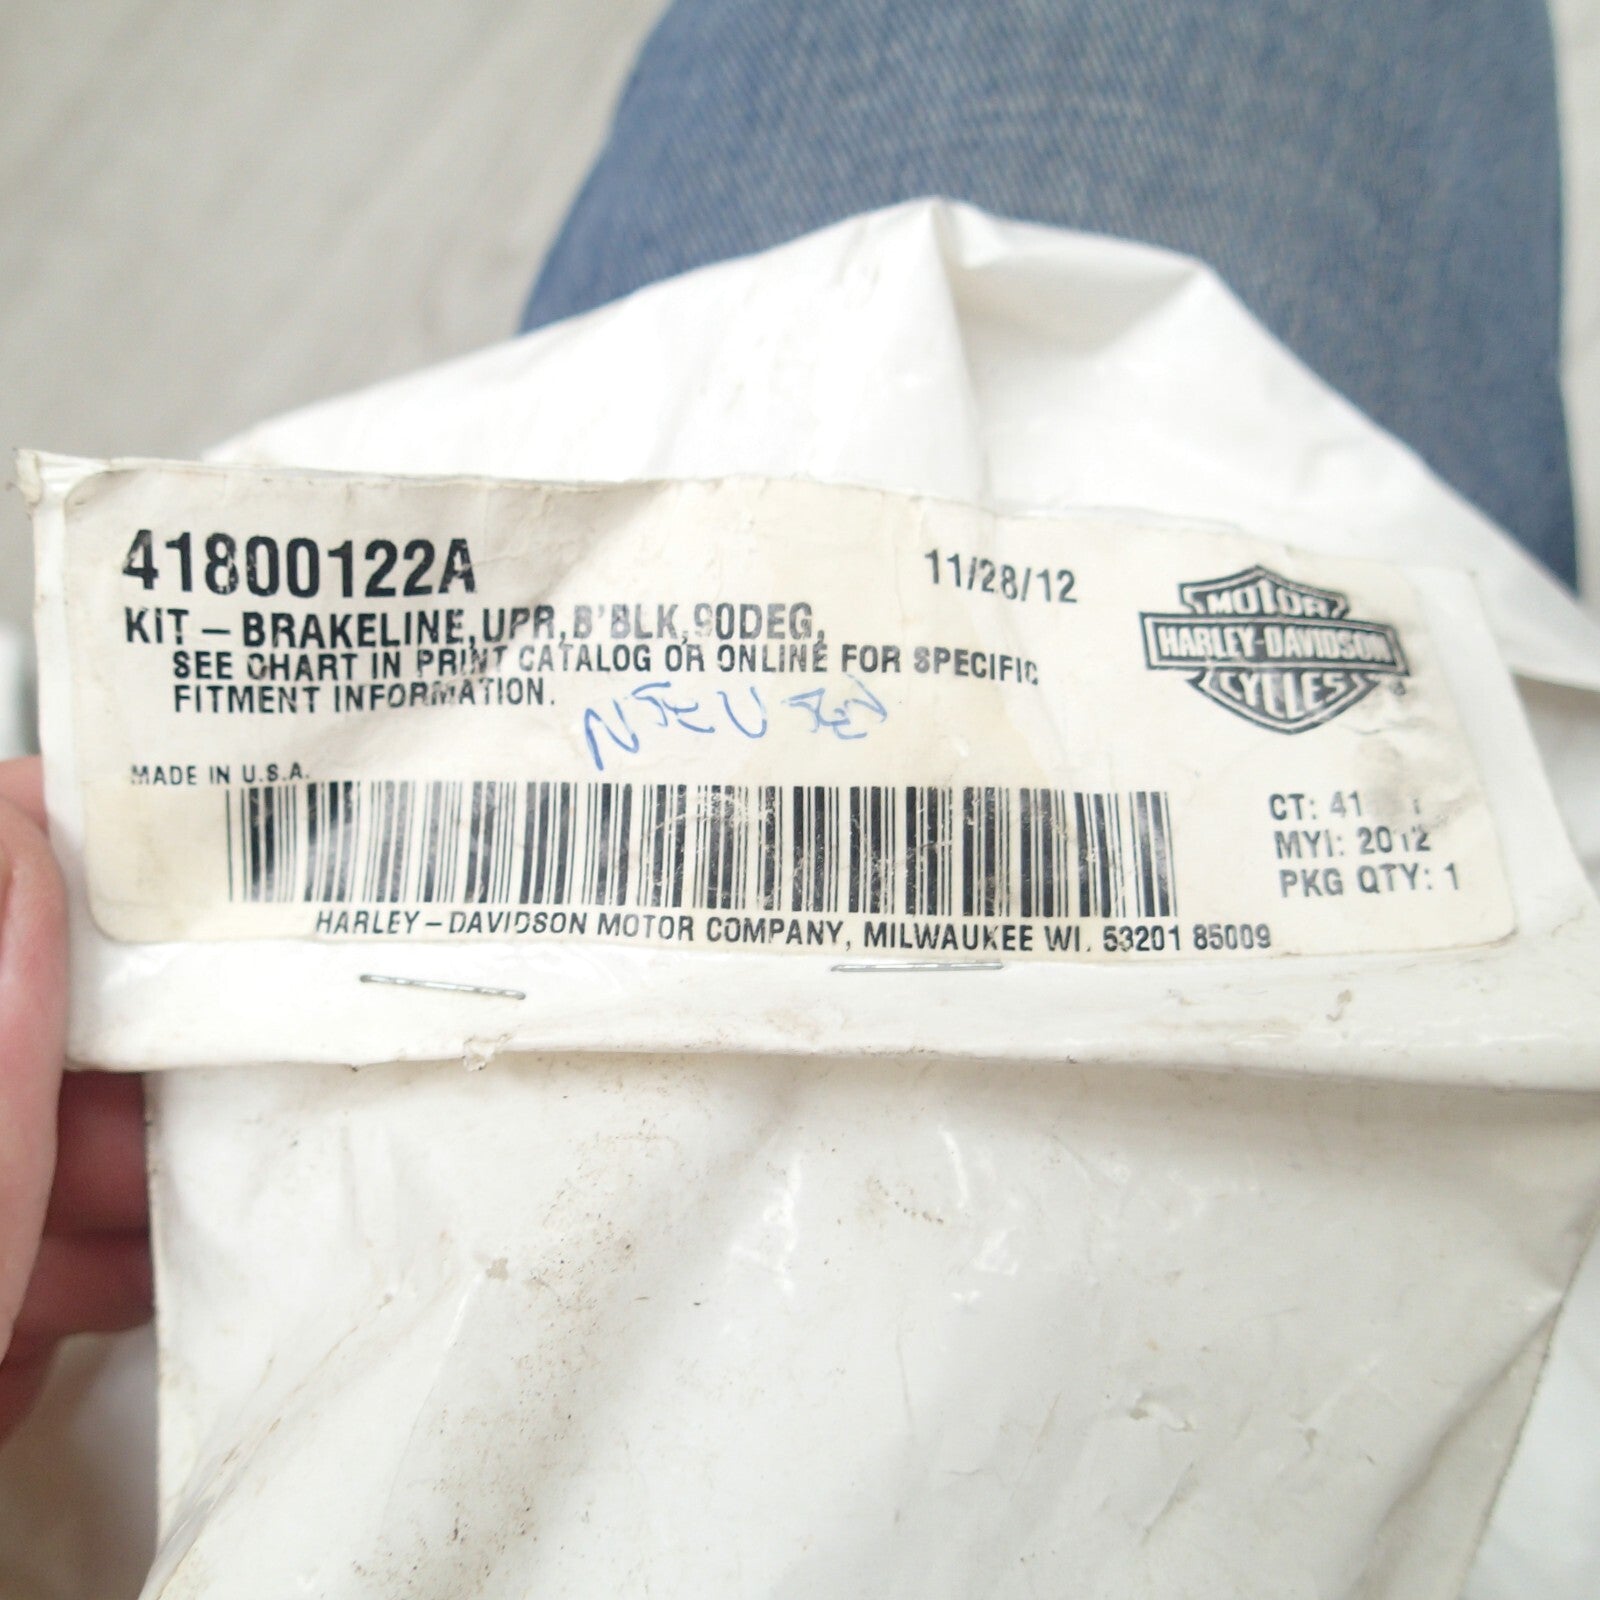 41800122A
11/28/12
KIT – BRAKELINE,UPR,B'BLK,90DEG,
SEE CHART IN PRINT CATALOG OR ONLINE FOR SPECIFIC
FITMENT INFORMATION.
MOTOR
HARLEY-DAVIDSON
CYCLES
MADE IN U.S.A.
CT: 41
MYI: 2012
PKG QTY: 1
HARLEY – DAVIDSON MOTOR COMPANY, MILWAUKEE WI. 53201 85009